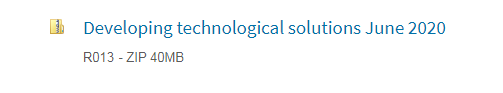 Developing technological solutions June 2020
R013 - ZIP 40MB